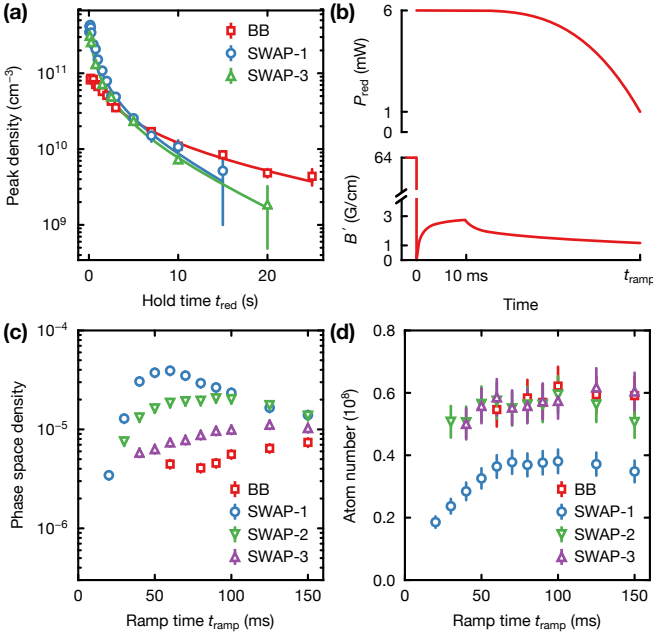 (a)
Peak density (cm⁻³)
10¹¹
10¹⁰
10⁹
BB
SWAP-1
SWAP-3
0
10
20
Hold time t_red (s)
(b)
P_red (mW)
6
1
0
B′ (G/cm)
64
3
1
0
0
10 ms
t_ramp
Time
(c)
Phase space density
10⁻⁴
10⁻⁵
10⁻⁶
BB
SWAP-1
SWAP-2
SWAP-3
0
50
100
150
Ramp time t_ramp (ms)
(d)
Atom number (10⁸)
0.8
0.6
0.4
0.2
0.0
BB
SWAP-1
SWAP-2
SWAP-3
0
50
100
150
Ramp time t_ramp (ms)